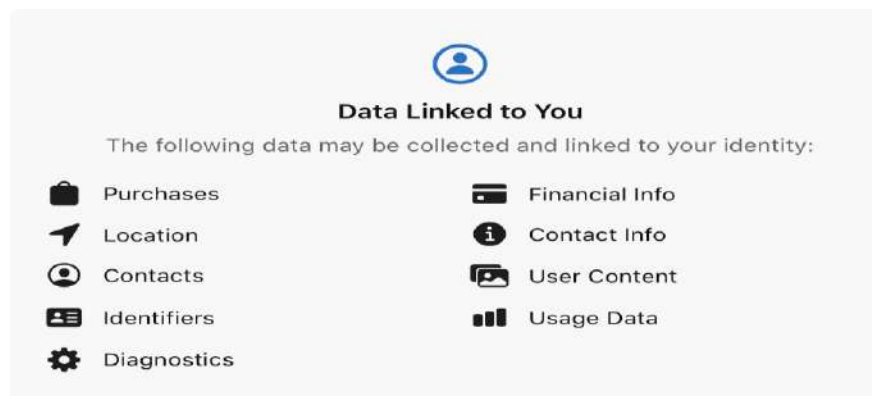 Data Linked to You
The following data may be collected and linked to your identity:
Purchases
Financial Info
Location
Contact Info
Contacts
User Content
Identifiers
Usage Data
Diagnostics